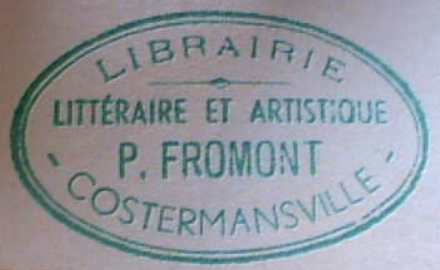 LIBRAIRIE
LITTÉRAIRE ET ARTISTIQUE
P. FROMONT
- COSTERMANSVILLE -